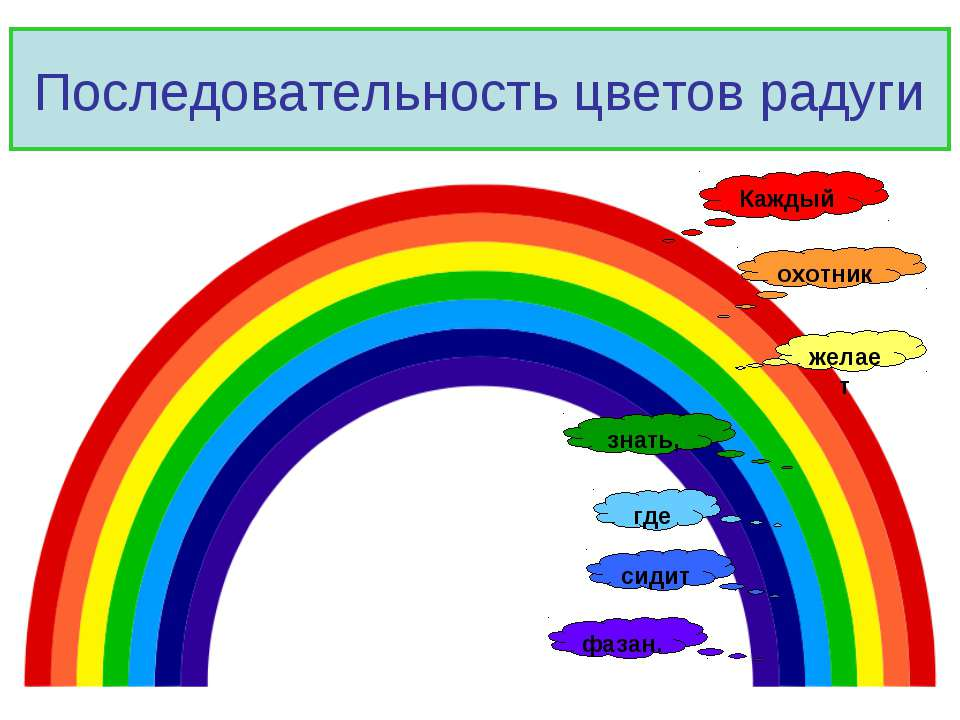 Последовательность цветов радуги
Каждый
охотник
желае
т
знать,
где
сидит
фазан.